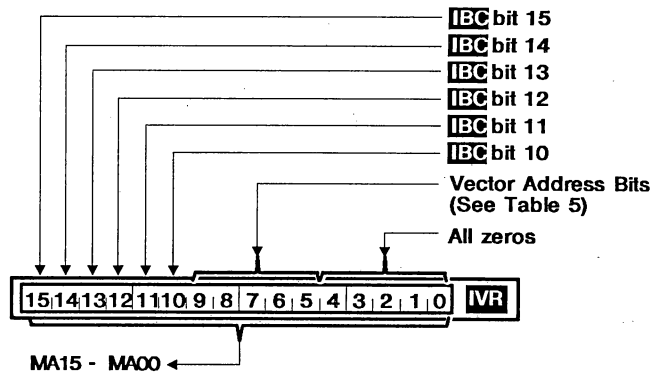 IBC bit 15
IBC bit 14
IBC bit 13
IBC bit 12
IBC bit 11
IBC bit 10
Vector Address Bits
(See Table 5)
All zeros
15 14 13 12 11 10 9 8 7 6 5 4 3 2 1 0 IVR
MA15 - MA00